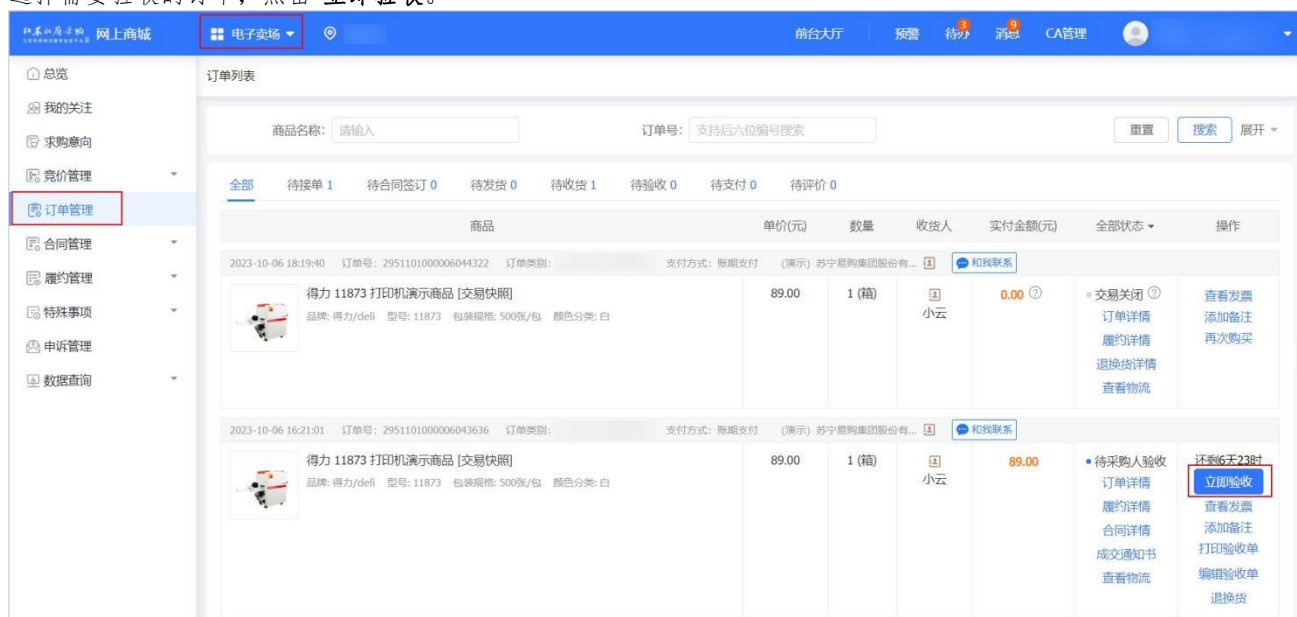 选择需要验收的订单，点击"立即验收"。
网上商城 电子卖场 前台大厅 预警 待办 3 消息 9 CA管理
总览
我的关注
求购意向
竞价管理
订单管理
合同管理
履约管理
特殊事项
申诉管理
数据查询
订单列表
商品名称: 请输入 订单号: 支持后六位编号搜索 重置 搜索 展开
全部 待接单 1 待合同签订 0 待发货 0 待收货 1 待验收 0 待支付 0 待评价 0
商品 单价(元) 数量 收货人 实付金额(元) 全部状态 操作
2023-10-06 18:19:40 订单号: 2951101000006044322 订单类别: 支付方式: 账期支付 (演示) 苏宁易购集团股份有... 和我联系
得力 11873 打印机演示商品 [交易快照] 89.00 1 (箱) 0.00 交易关闭 查看发票
品牌: 得力/deli 型号: 11873 包装规格: 500张/包 颜色分类: 白 小云 订单详情 添加备注
履约详情 再次购买
退换货详情
查看物流
2023-10-06 16:21:01 订单号: 2951101000006043636 订单类别: 支付方式: 账期支付 (演示) 苏宁易购集团股份有... 和我联系
得力 11873 打印机演示商品 [交易快照] 89.00 1 (箱) 89.00 待采购人验收 还剩6天23时
品牌: 得力/deli 型号: 11873 包装规格: 500张/包 颜色分类: 白 小云 订单详情 立即验收
履约详情 查看发票
合同详情 添加备注
成交通知书 打印验收单
查看物流 编辑验收单
退换货